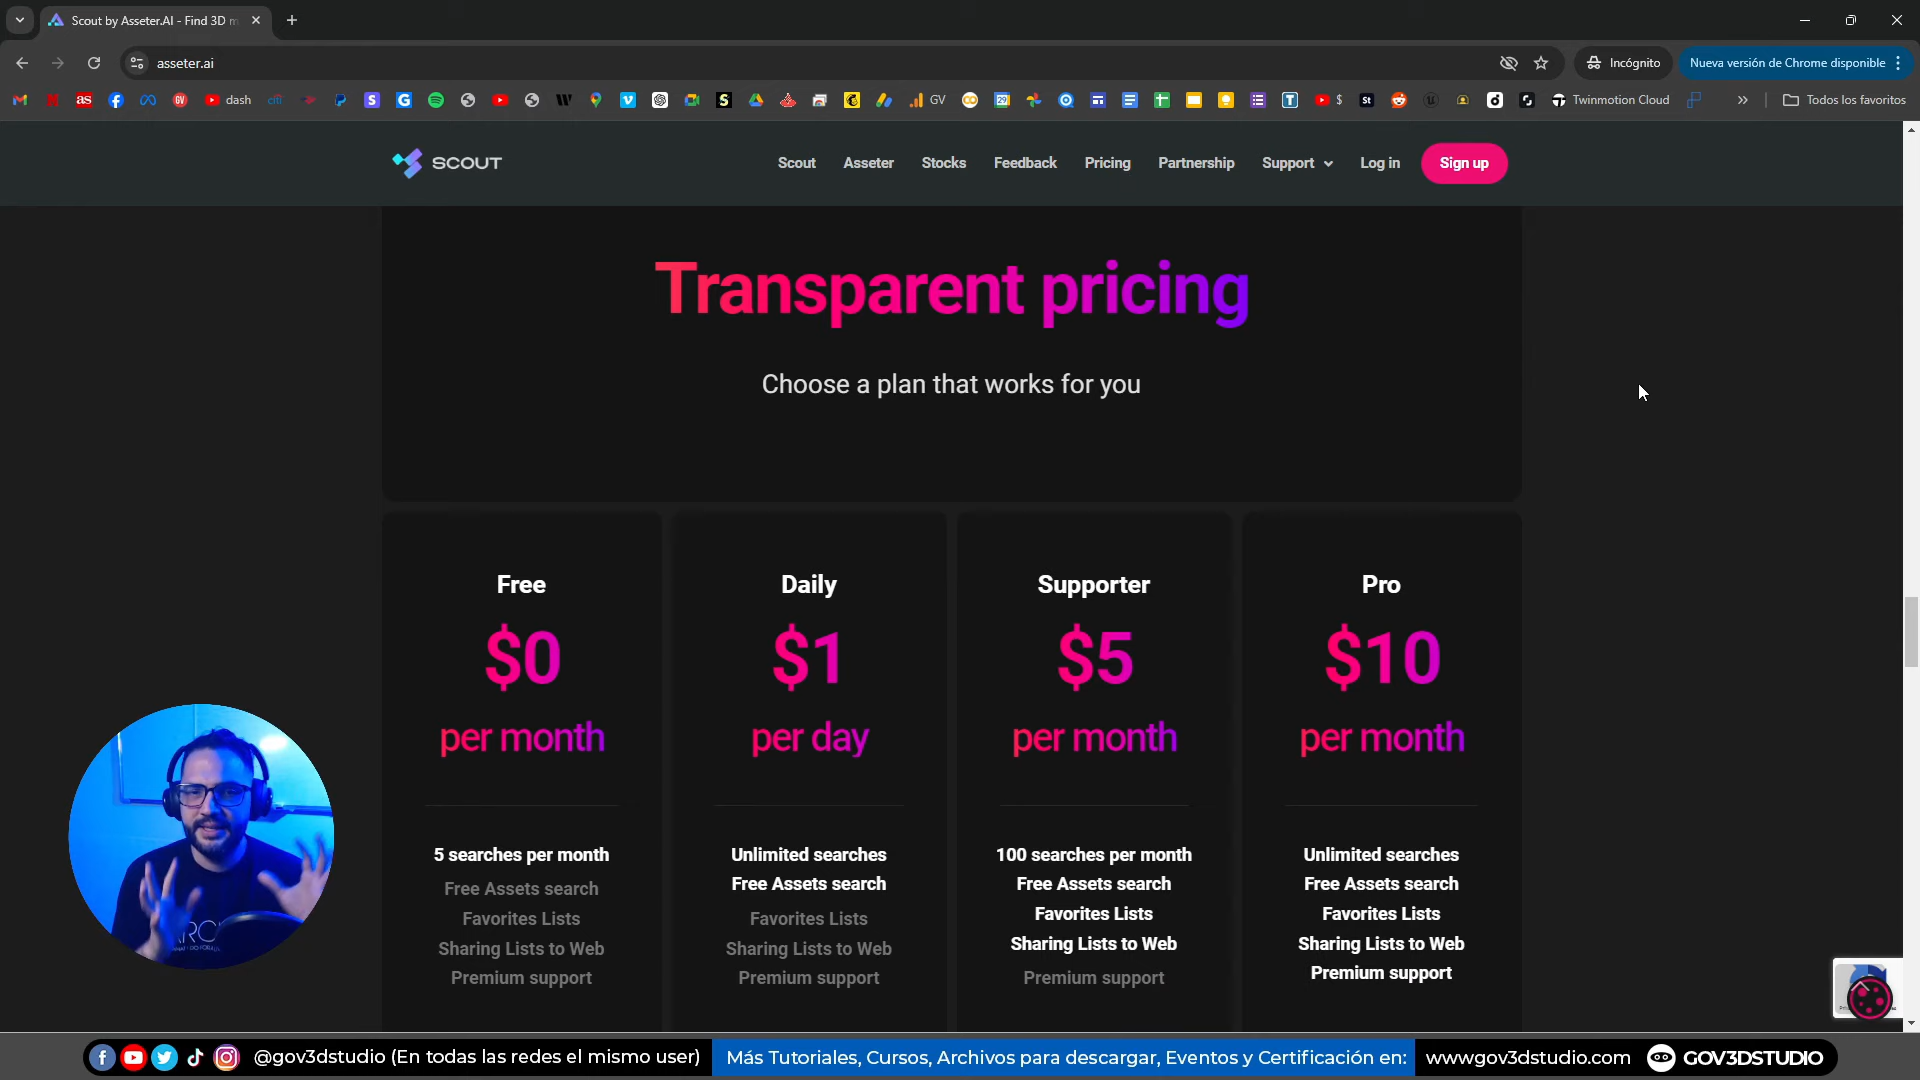 Scout by Asseter.AI - Find 3D m
asseter.ai
Incógnito
Nueva versión de Chrome disponible
dash
GV
Twinmotion Cloud
Todos los favoritos
SCOUT
Scout
Asseter
Stocks
Feedback
Pricing
Partnership
Support
Log in
Sign up
Transparent pricing
Choose a plan that works for you
Free
$0
per month
5 searches per month
Free Assets search
Favorites Lists
Sharing Lists to Web
Premium support
Daily
$1
per day
Unlimited searches
Free Assets search
Favorites Lists
Sharing Lists to Web
Premium support
Supporter
$5
per month
100 searches per month
Free Assets search
Favorites Lists
Sharing Lists to Web
Premium support
Pro
$10
per month
Unlimited searches
Free Assets search
Favorites Lists
Sharing Lists to Web
Premium support
@gov3dstudio (En todas las redes el mismo user)
Más Tutoriales, Cursos, Archivos para descargar, Eventos y Certificación en:
www.gov3dstudio.com
GOV3DSTUDIO